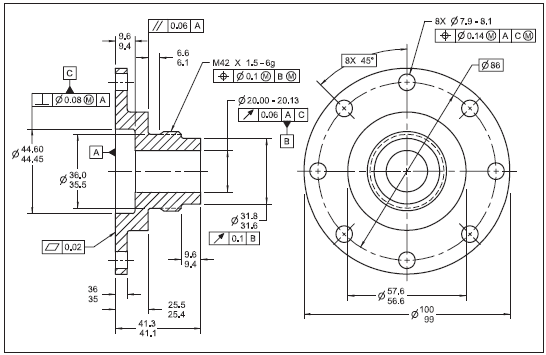 // 0.06 A
9.6
9.4
6.6
6.1
M42 X 1.5-6g
⌖ Ø 0.1 Ⓜ B Ⓜ
8X Ø 7.9 - 8.1
⌖ Ø 0.14 Ⓜ A C Ⓜ
8X 45°
Ø 86
C
⊥ Ø 0.08 Ⓜ A
Ø 20.00 - 20.13
↗ 0.06 A C
B
Ø 44.60
44.45
A
Ø 36.0
35.5
Ø 31.8
31.6
↗ 0.1 B
⏥ 0.02
9.6
9.4
36
35
25.5
25.4
41.3
41.1
Ø 57.6
56.6
Ø 100
99